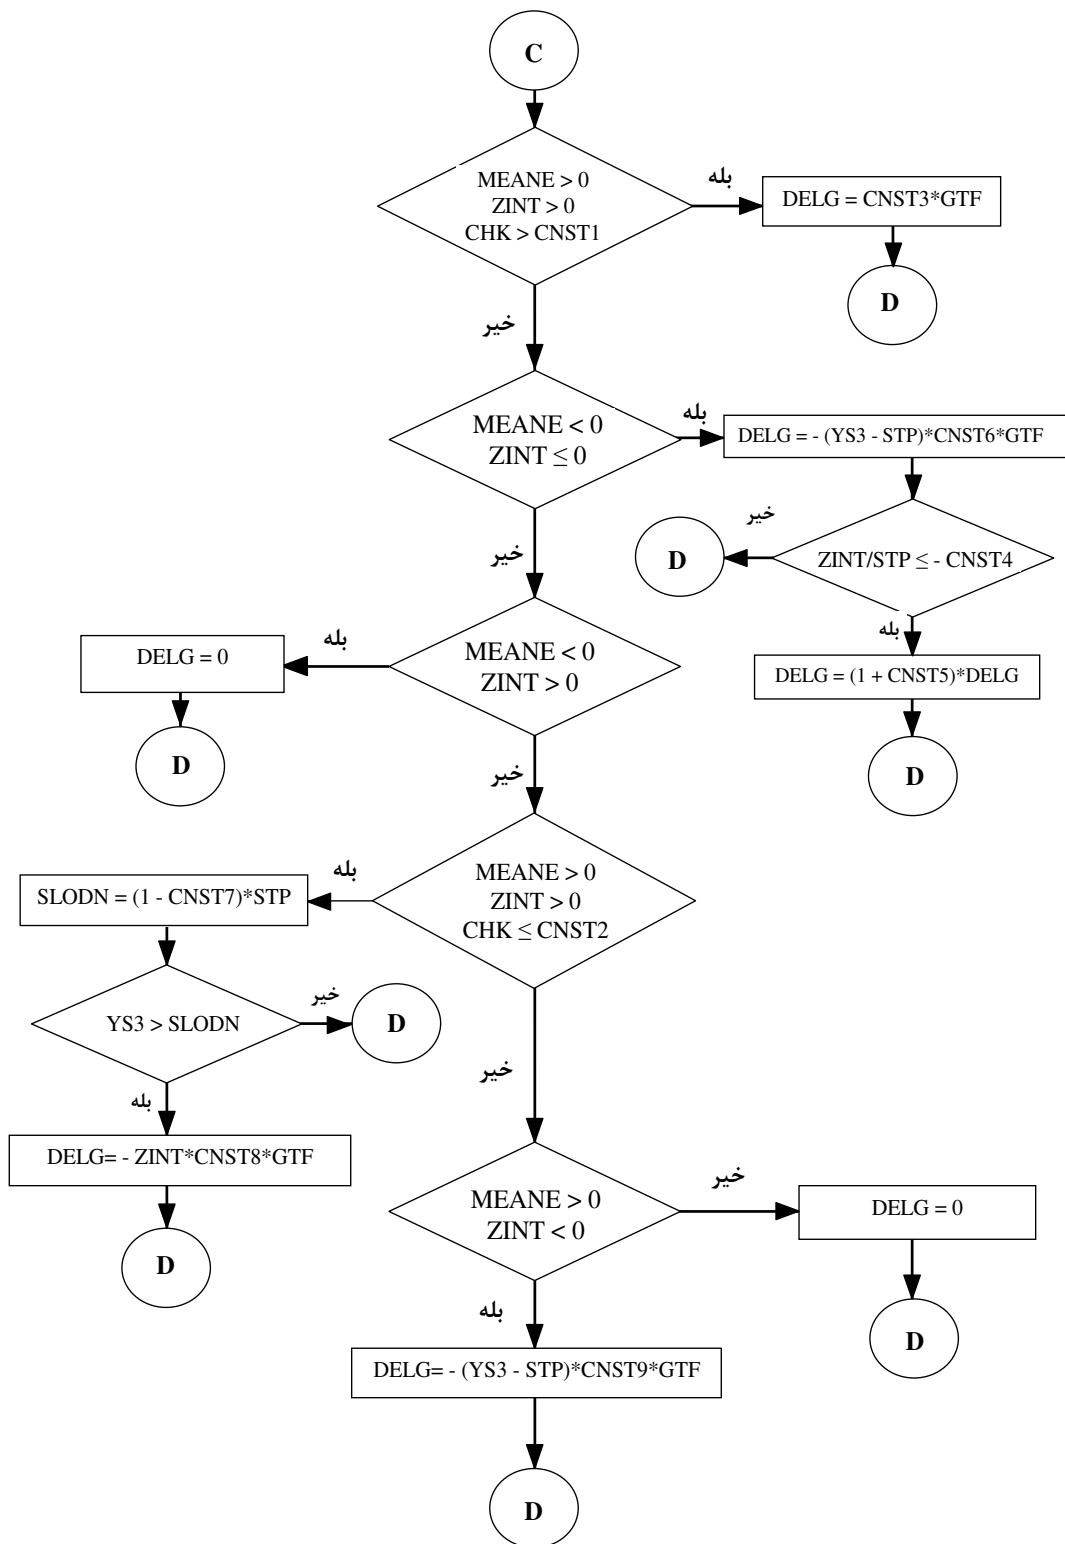 C
MEANE > 0
ZINT > 0
CHK > CNST1
بله
DELG = CNST3*GTF
D
خیر
MEANE < 0
ZINT ≤ 0
بله
DELG = - (YS3 - STP)*CNST6*GTF
خیر
ZINT/STP ≤ - CNST4
D
بله
DELG = (1 + CNST5)*DELG
D
خیر
MEANE < 0
ZINT > 0
بله
DELG = 0
D
خیر
MEANE > 0
ZINT > 0
CHK ≤ CNST2
بله
SLODN = (1 - CNST7)*STP
YS3 > SLODN
خیر
D
بله
DELG= - ZINT*CNST8*GTF
D
خیر
MEANE > 0
ZINT < 0
خیر
DELG = 0
D
بله
DELG= - (YS3 - STP)*CNST9*GTF
D